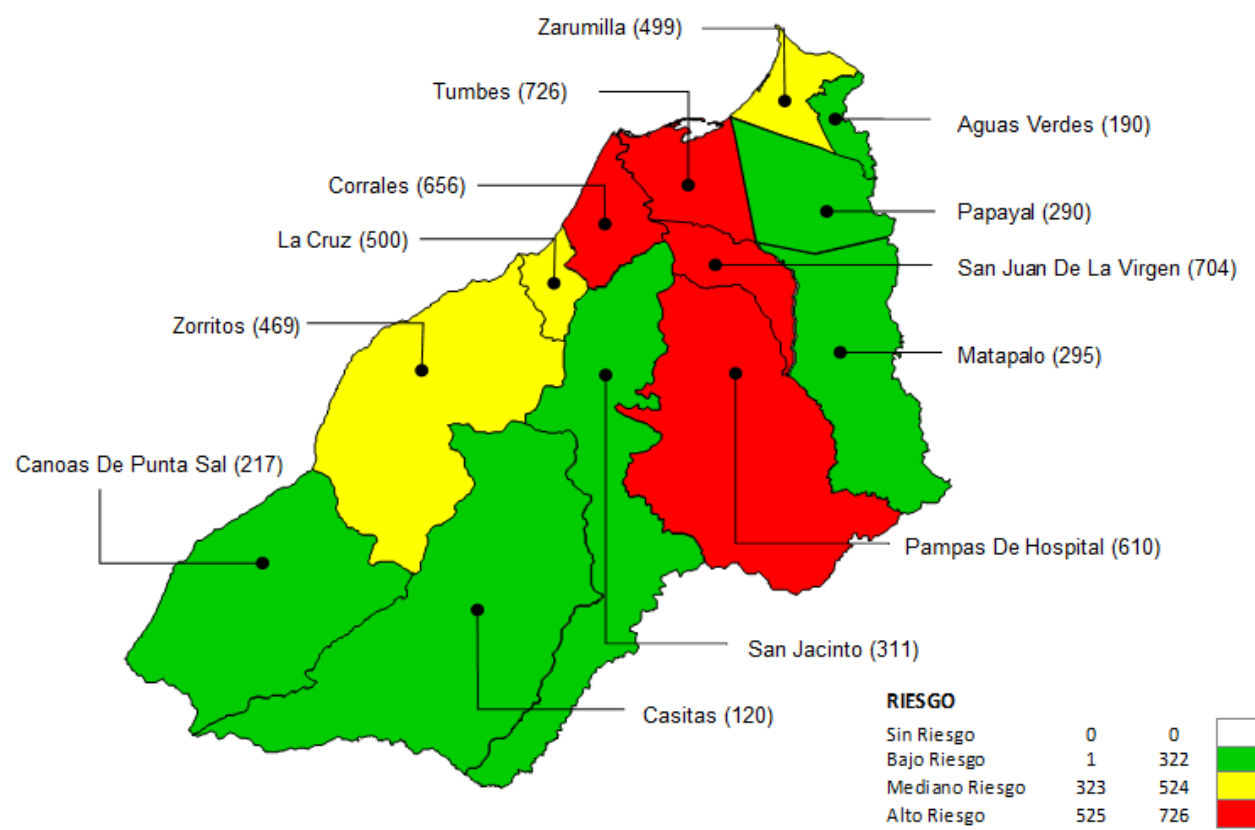 Zarumilla (499)
Tumbes (726)
Aguas Verdes (190)
Corrales (656)
Papayal (290)
La Cruz (500)
San Juan De La Virgen (704)
Zorritos (469)
Matapalo (295)
Canoas De Punta Sal (217)
Pampas De Hospital (610)
San Jacinto (311)
Casitas (120)
RIESGO
Sin Riesgo 0 0
Bajo Riesgo 1 322
Mediano Riesgo 323 524
Alto Riesgo 525 726